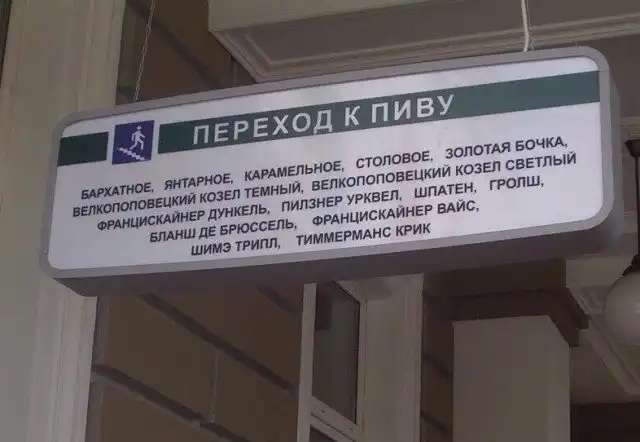 ПЕРЕХОД К ПИВУ
БАРХАТНОЕ, ЯНТАРНОЕ, КАРАМЕЛЬНОЕ, СТОЛОВОЕ, ЗОЛОТАЯ БОЧКА,
ВЕЛКОПОПОВЕЦКИЙ КОЗЕЛ ТЕМНЫЙ, ВЕЛКОПОПОВЕЦКИЙ КОЗЕЛ СВЕТЛЫЙ
ФРАНЦИСКАЙНЕР ДУНКЕЛЬ, ПИЛЗНЕР УРКВЕЛ, ШПАТЕН, ГРОЛШ,
БЛАНШ ДЕ БРЮССЕЛЬ, ФРАНЦИСКАЙНЕР ВАЙС,
ШИМЭ ТРИПЛ, ТИММЕРМАНС КРИК